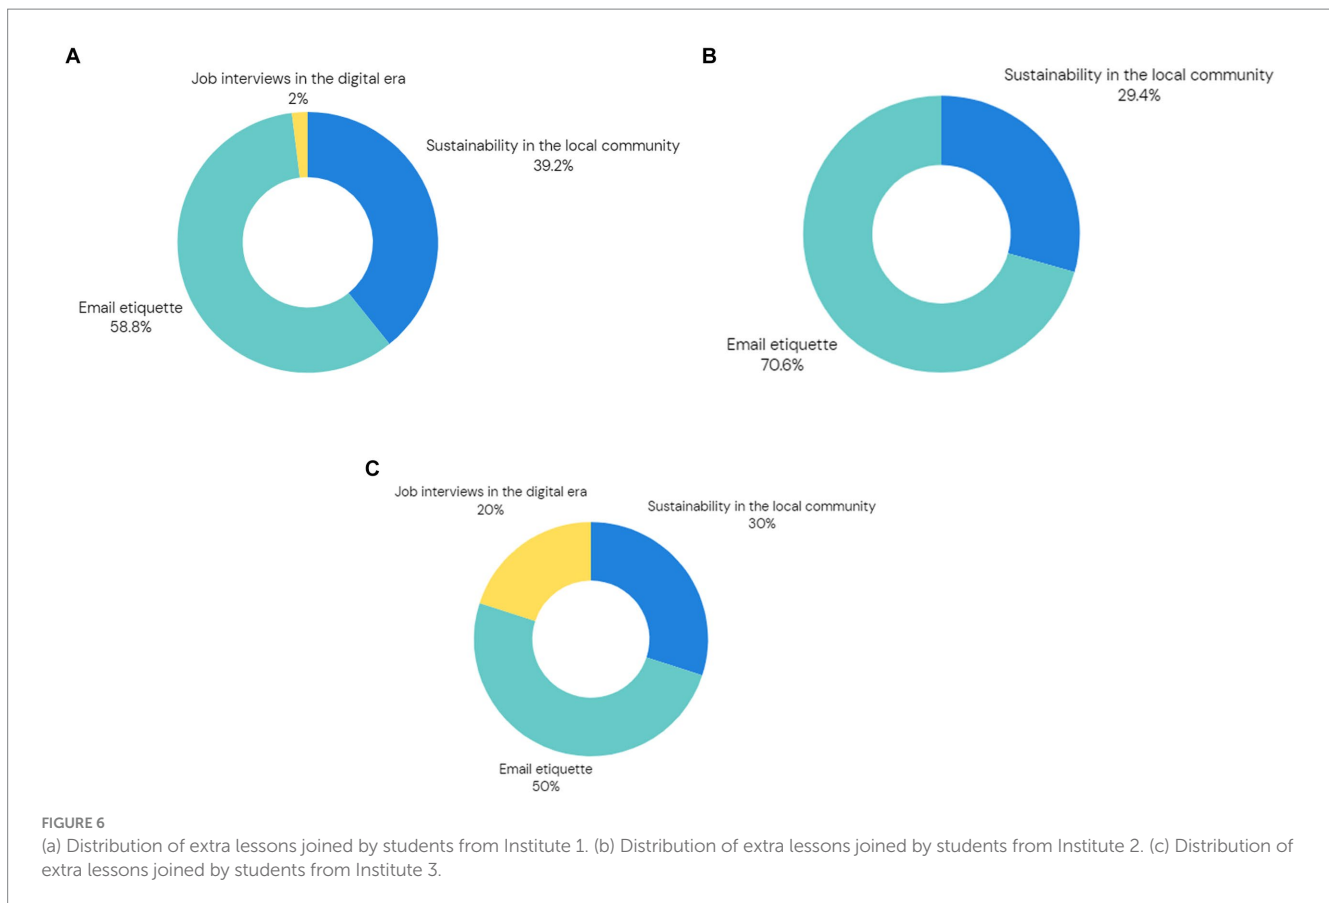 A
Job interviews in the digital era
2%
Sustainability in the local community
39.2%
Email etiquette
58.8%
B
Sustainability in the local community
29.4%
Email etiquette
70.6%
C
Job interviews in the digital era
20%
Sustainability in the local community
30%
Email etiquette
50%
FIGURE 6
(a) Distribution of extra lessons joined by students from Institute 1. (b) Distribution of extra lessons joined by students from Institute 2. (c) Distribution of
extra lessons joined by students from Institute 3.